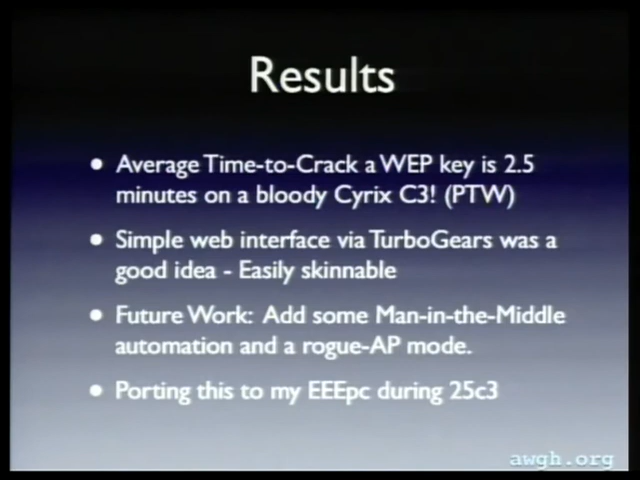 Results
• Average Time-to-Crack a WEP key is 2.5
minutes on a bloody Cyrix C3! (PTW)
• Simple web interface via TurboGears was a
good idea - Easily skinnable
• Future Work: Add some Man-in-the-Middle
automation and a rogue-AP mode.
• Porting this to my EEEpc during 25c3
awgh.org